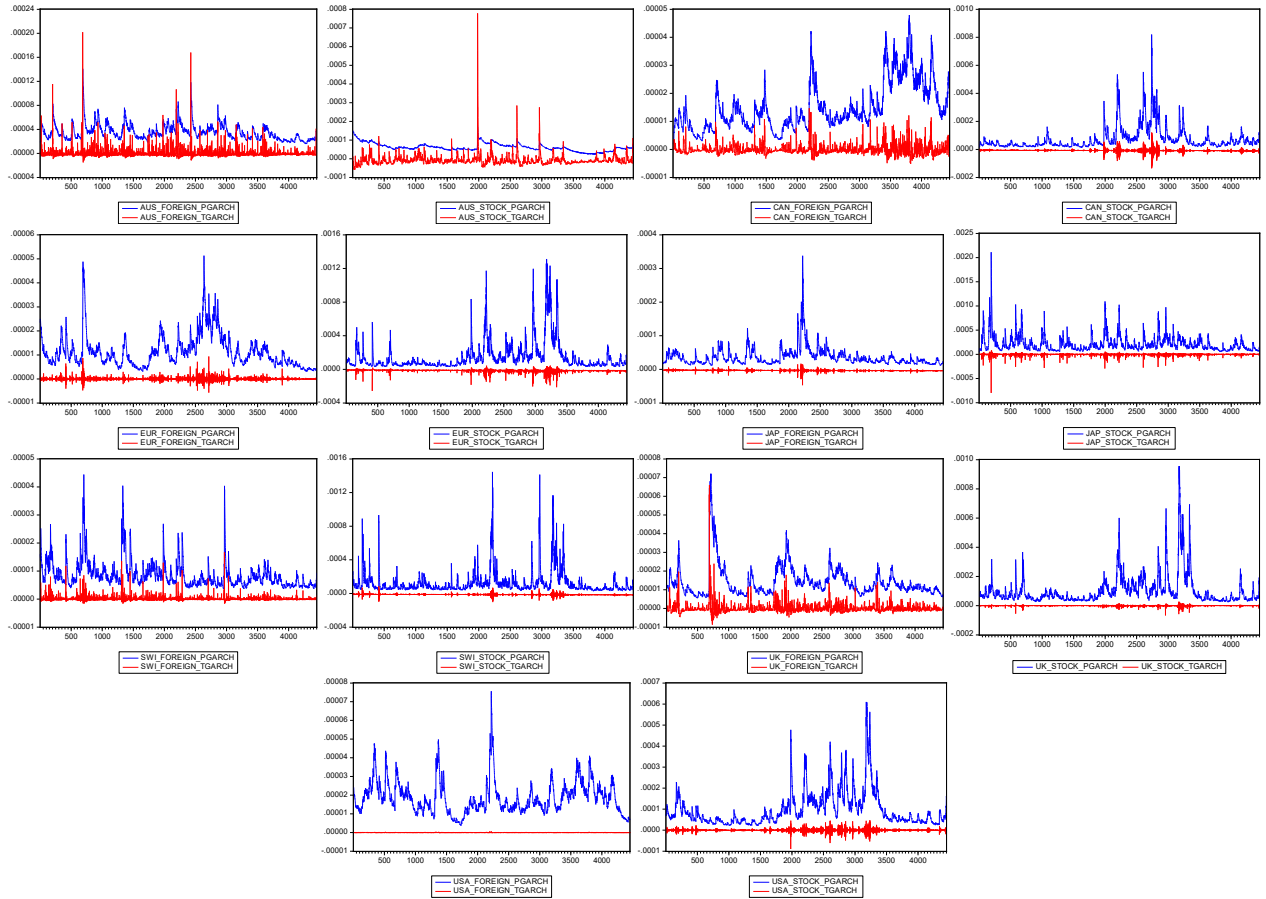 .00024
.00020
.00016
.00012
.00008
.00004
.00000
-.00004
500 1000 1500 2000 2500 3000 3500 4000
AUS_FOREIGN_PGARCH
AUS_FOREIGN_TGARCH
.0008
.0007
.0006
.0005
.0004
.0003
.0002
.0001
.0000
-.0001
500 1000 1500 2000 2500 3000 3500 4000
AUS_STOCK_PGARCH
AUS_STOCK_TGARCH
.00005
.00004
.00003
.00002
.00001
.00000
-.00001
500 1000 1500 2000 2500 3000 3500 4000
CAN_FOREIGN_PGARCH
CAN_FOREIGN_TGARCH
.0010
.0008
.0006
.0004
.0002
.0000
-.0002
500 1000 1500 2000 2500 3000 3500 4000
CAN_STOCK_PGARCH
CAN_STOCK_TGARCH
.00006
.00005
.00004
.00003
.00002
.00001
.00000
-.00001
500 1000 1500 2000 2500 3000 3500 4000
EUR_FOREIGN_PGARCH
EUR_FOREIGN_TGARCH
.0016
.0012
.0008
.0004
.0000
-.0004
500 1000 1500 2000 2500 3000 3500 4000
EUR_STOCK_PGARCH
EUR_STOCK_TGARCH
.0004
.0003
.0002
.0001
.0000
-.0001
500 1000 1500 2000 2500 3000 3500 4000
JAP_FOREIGN_PGARCH
JAP_FOREIGN_TGARCH
.0025
.0020
.0015
.0010
.0005
.0000
-.0005
-.0010
500 1000 1500 2000 2500 3000 3500 4000
JAP_STOCK_PGARCH
JAP_STOCK_TGARCH
.00005
.00004
.00003
.00002
.00001
.00000
-.00001
500 1000 1500 2000 2500 3000 3500 4000
SWI_FOREIGN_PGARCH
SWI_FOREIGN_TGARCH
.0016
.0012
.0008
.0004
.0000
-.0004
500 1000 1500 2000 2500 3000 3500 4000
SWI_STOCK_PGARCH
SWI_STOCK_TGARCH
.00008
.00007
.00006
.00005
.00004
.00003
.00002
.00001
.00000
-.00001
500 1000 1500 2000 2500 3000 3500 4000
UK_FOREIGN_PGARCH
UK_FOREIGN_TGARCH
.0010
.0008
.0006
.0004
.0002
.0000
-.0002
500 1000 1500 2000 2500 3000 3500 4000
UK_STOCK_PGARCH UK_STOCK_TGARCH
.00008
.00007
.00006
.00005
.00004
.00003
.00002
.00001
.00000
-.00001
500 1000 1500 2000 2500 3000 3500 4000
USA_FOREIGN_PGARCH
USA_FOREIGN_TGARCH
.0007
.0006
.0005
.0004
.0003
.0002
.0001
.0000
-.0001
500 1000 1500 2000 2500 3000 3500 4000
USA_STOCK_PGARCH
USA_STOCK_TGARCH